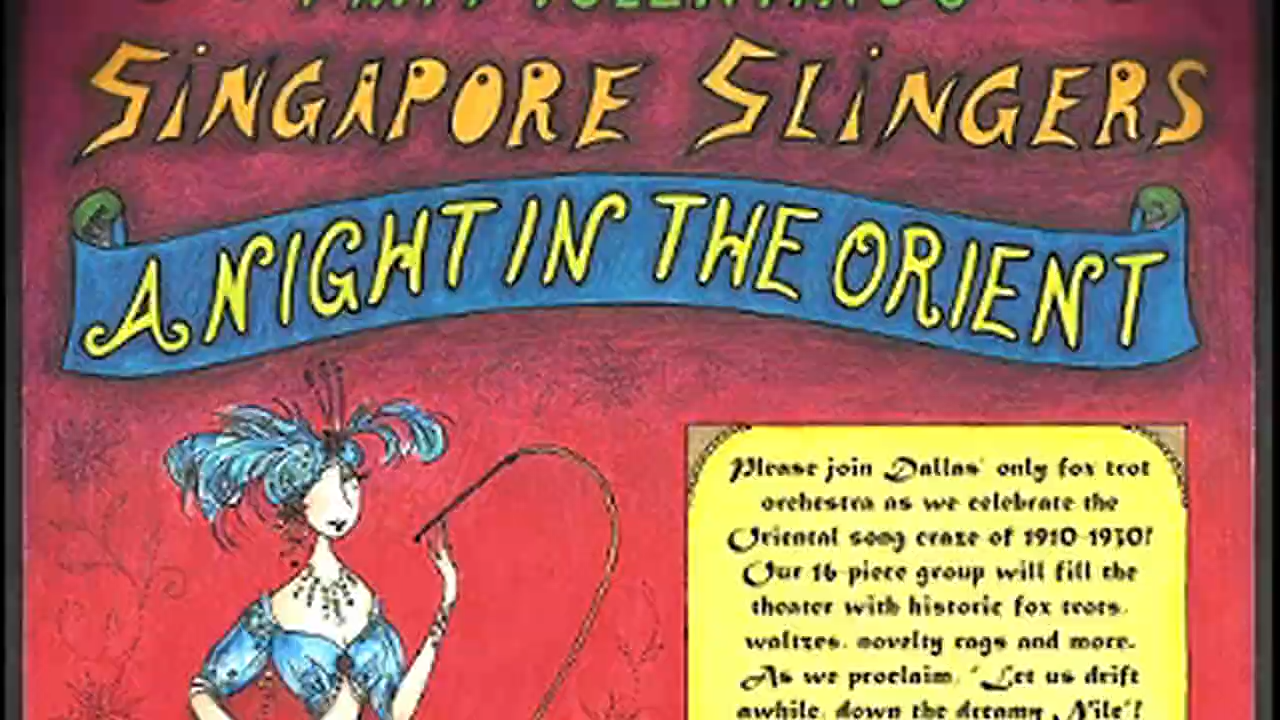 SINGAPORE SLINGERS
A NIGHT IN THE ORIENT
Please join Dallas' only fox trot
orchestra as we celebrate the
Oriental song craze of 1910-1930!
Our 16-piece group will fill the
theater with historic fox trots,
waltzes, novelty rags and more.
As we proclaim, "Let us drift
awhile, down the dreamy Nile"!